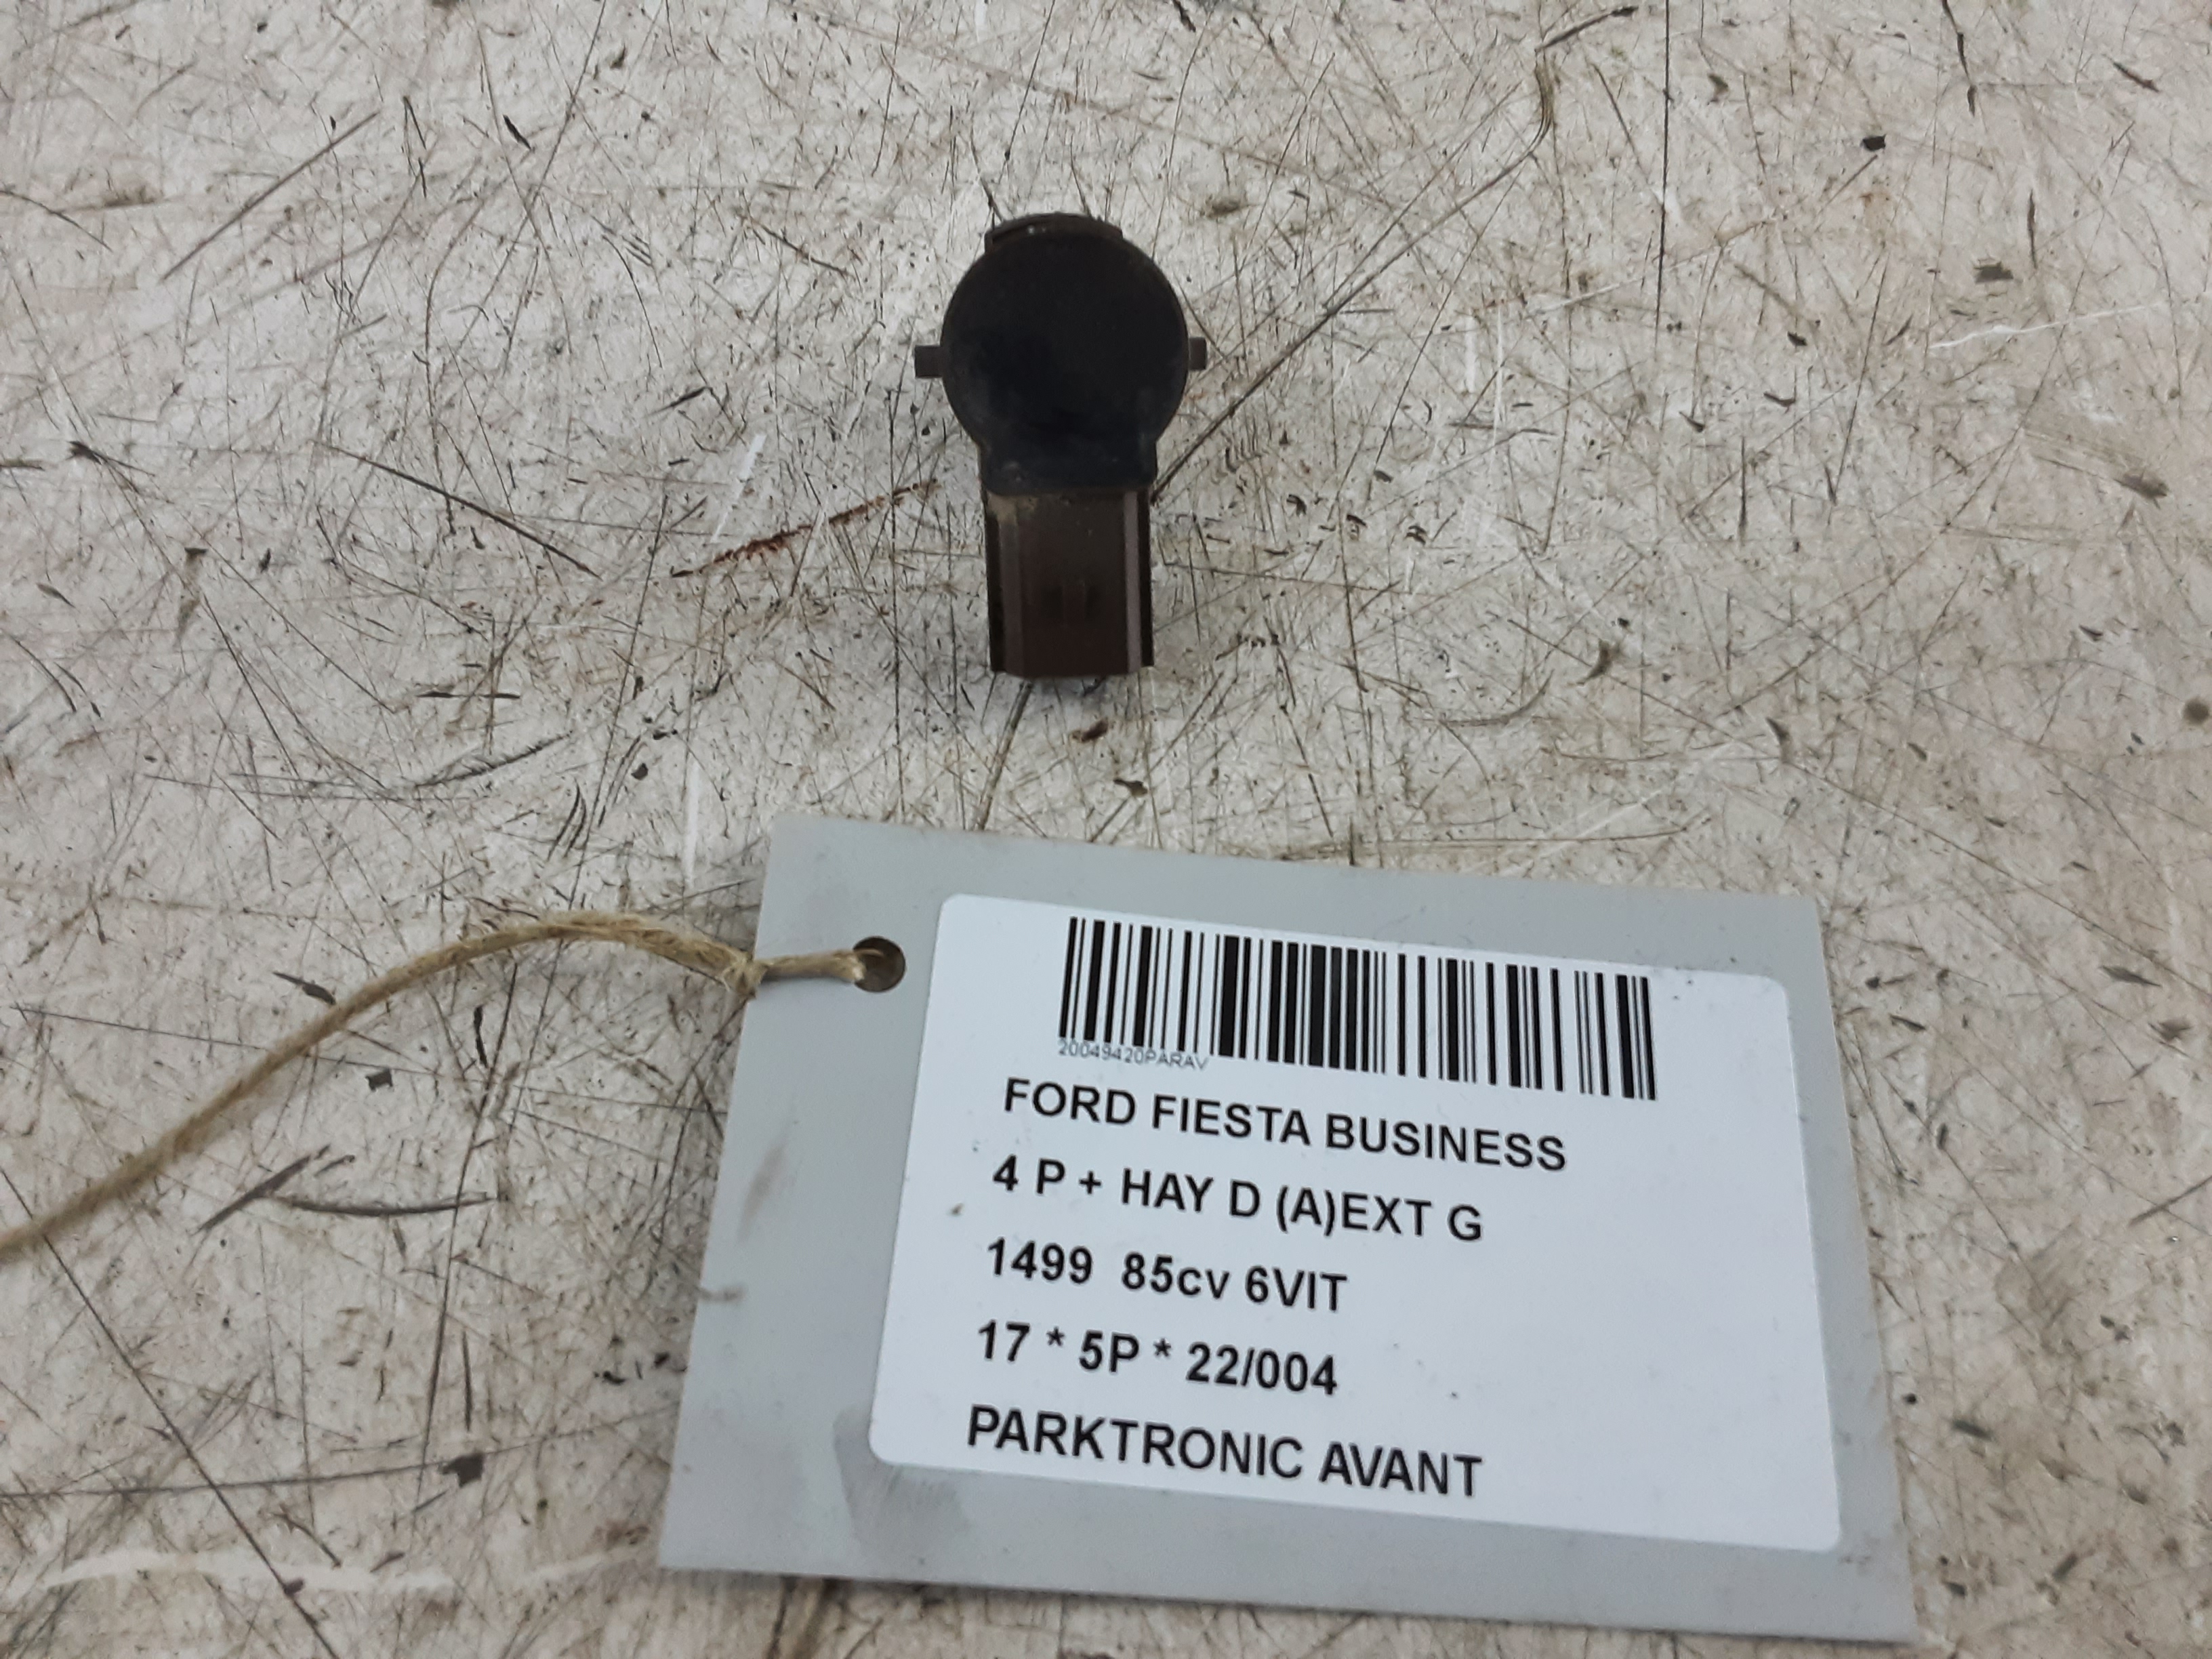 20049420PARAV
FORD FIESTA BUSINESS
4 P + HAY D (A)EXT G
1499 85cv 6VIT
17 * 5P * 22/004
PARKTRONIC AVANT